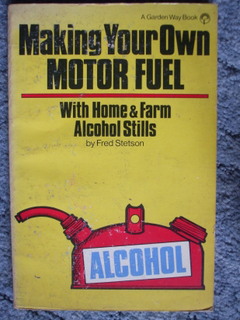 A Garden Way Book
Making Your Own
MOTOR FUEL
With Home & Farm
Alcohol Stills
by Fred Stetson
ALCOHOL